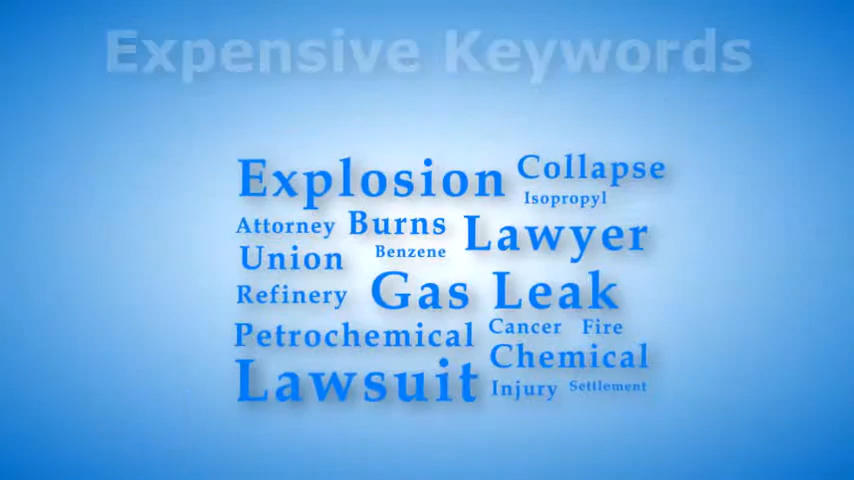 Expensive Keywords
Explosion Collapse
Isopropyl
Attorney Burns Lawyer
Union Benzene
Refinery Gas Leak
Petrochemical Cancer Fire
Chemical
Lawsuit Injury Settlement